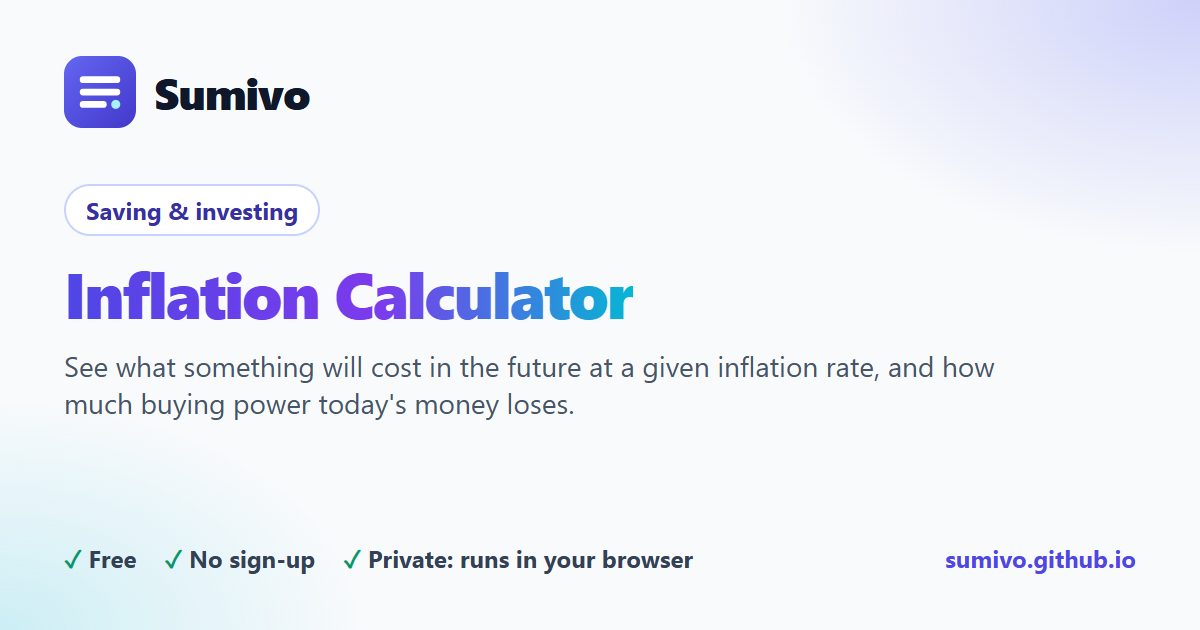 Sumivo
Saving & investing
Inflation Calculator
See what something will cost in the future at a given inflation rate, and how
much buying power today's money loses.
✓ Free ✓ No sign-up ✓ Private: runs in your browser
sumivo.github.io